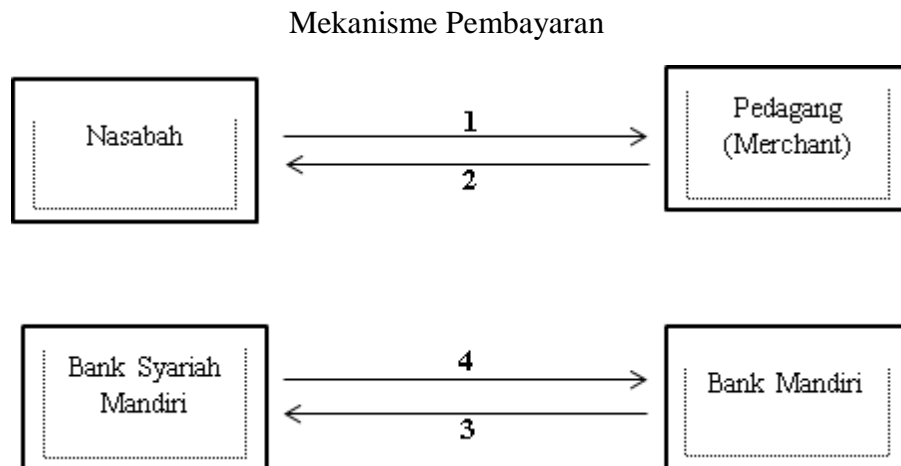 Mekanisme Pembayaran
Nasabah
1
2
Pedagang
(Merchant)
Bank Syariah
Mandiri
4
3
Bank Mandiri